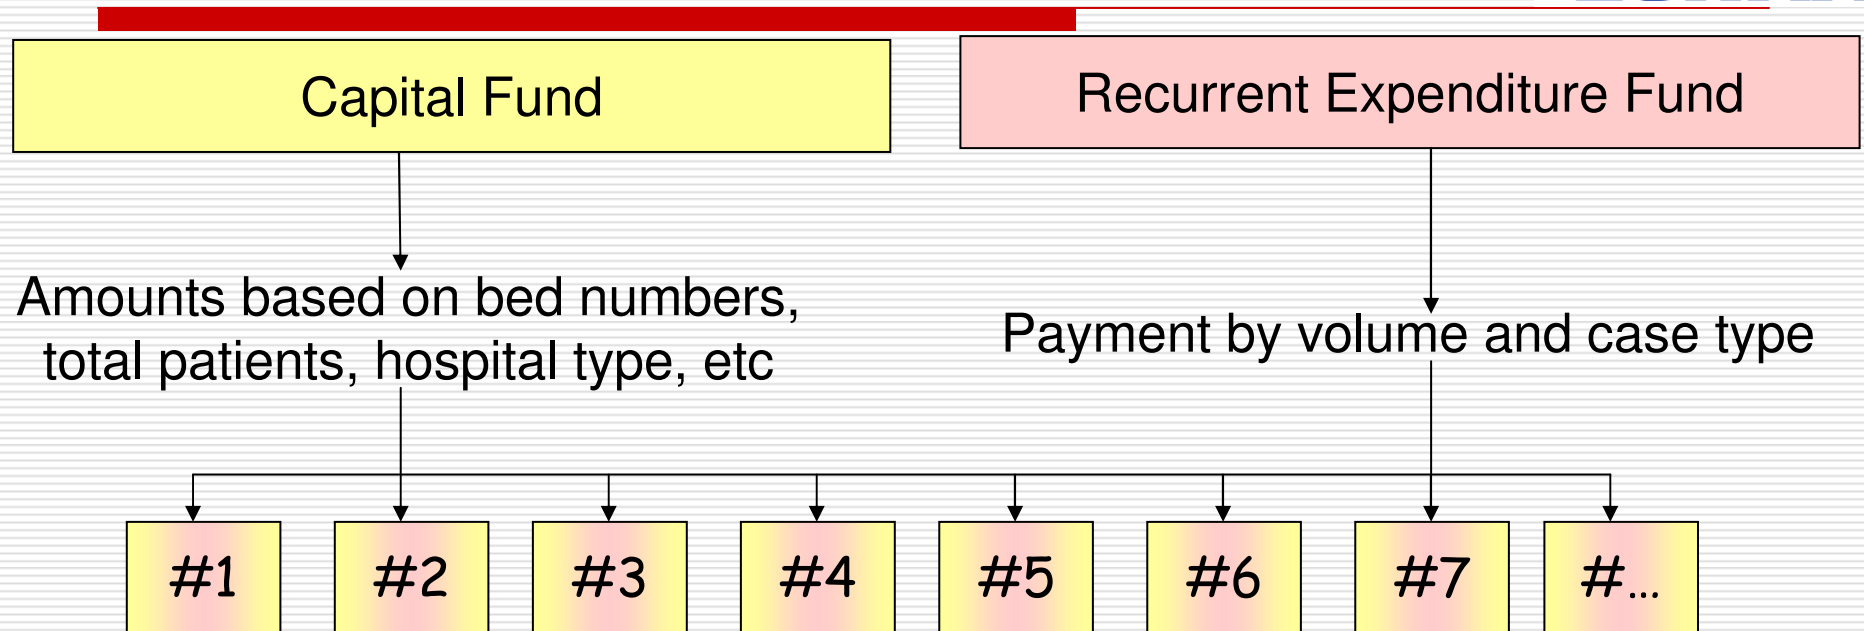 Capital Fund
Recurrent Expenditure Fund
Amounts based on bed numbers,
total patients, hospital type, etc
Payment by volume and case type
#1
#2
#3
#4
#5
#6
#7
#...